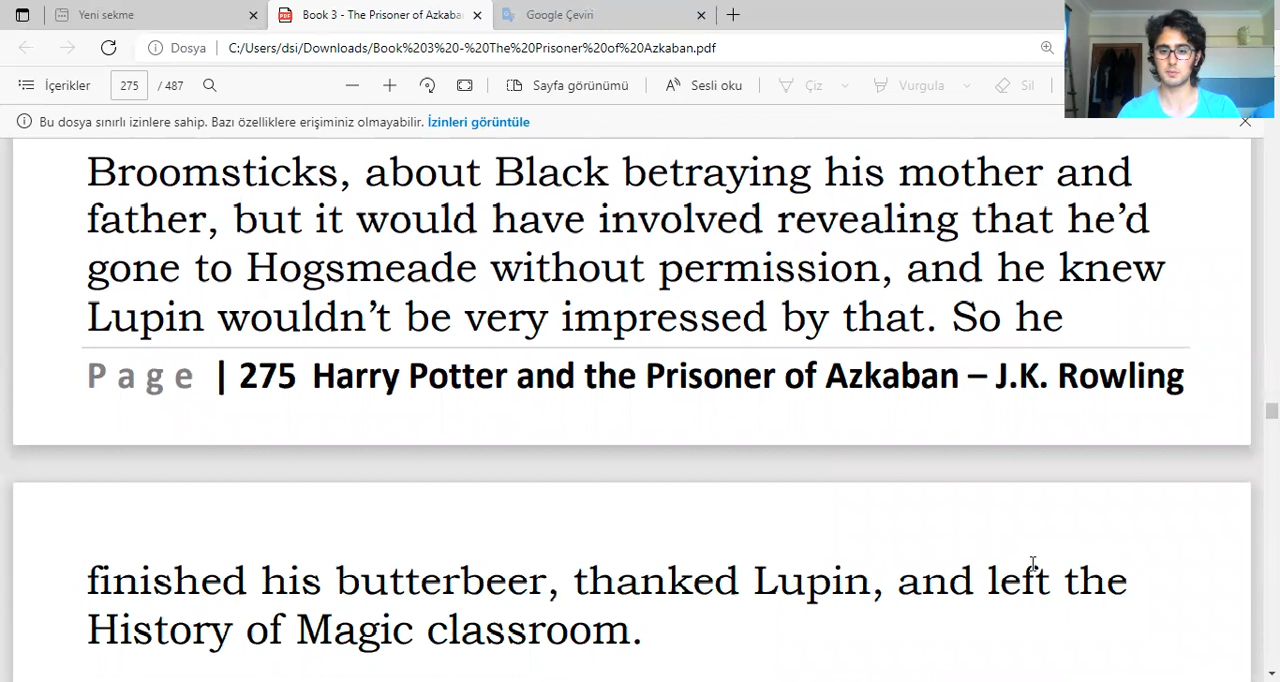 Yeni sekme
Book 3 - The Prisoner of Azkaba
Google Çeviri
Dosya
C:/Users/dsi/Downloads/Book%203%20-%20The%20Prisoner%20of%20Azkaban.pdf
İçerikler
275
/ 487
Sayfa görünümü
Sesli oku
Çiz
Vurgula
Sil
Bu dosya sınırlı izinlere sahip. Bazı özelliklere erişiminiz olmayabilir. İzinleri görüntüle
Broomsticks, about Black betraying his mother and
father, but it would have involved revealing that he’d
gone to Hogsmeade without permission, and he knew
Lupin wouldn’t be very impressed by that. So he
Page | 275 Harry Potter and the Prisoner of Azkaban – J.K. Rowling
finished his butterbeer, thanked Lupin, and left the
History of Magic classroom.